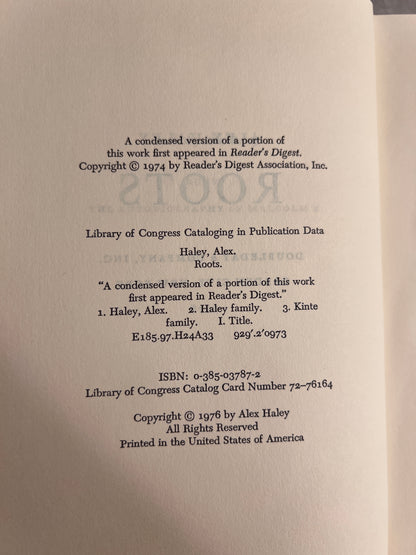 A condensed version of a portion of
this work first appeared in Reader's Digest.
Copyright © 1974 by Reader's Digest Association, Inc.
ROOTS
Library of Congress Cataloging in Publication Data
Haley, Alex.
Roots.
"A condensed version of a portion of this work
first appeared in Reader's Digest."
1. Haley, Alex. 2. Haley family. 3. Kinte
family. I. Title.
E185.97.H24A33 929'.2'0973
ISBN: 0-385-03787-2
Library of Congress Catalog Card Number 72–76164
Copyright © 1976 by Alex Haley
All Rights Reserved
Printed in the United States of America